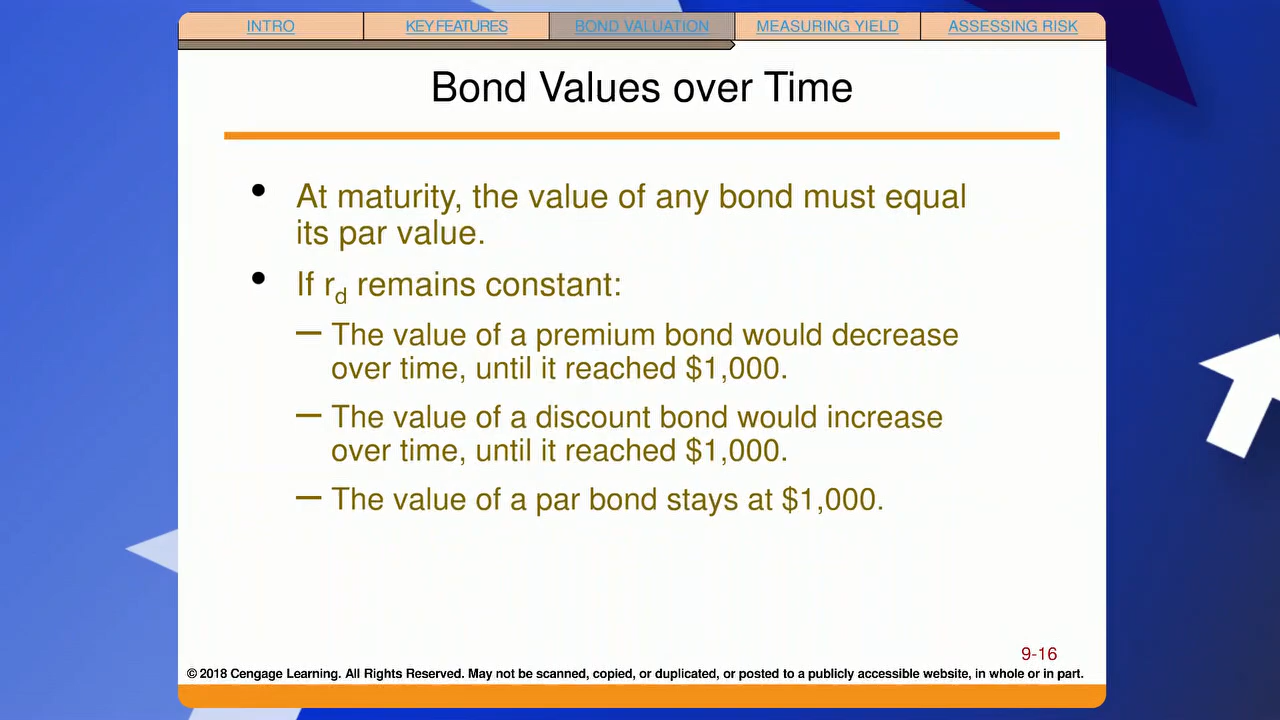 INTRO
KEY FEATURES
BOND VALUATION
MEASURING YIELD
ASSESSING RISK
Bond Values over Time
• At maturity, the value of any bond must equal
its par value.
• If rd remains constant:
– The value of a premium bond would decrease
over time, until it reached $1,000.
– The value of a discount bond would increase
over time, until it reached $1,000.
– The value of a par bond stays at $1,000.
9-16
© 2018 Cengage Learning. All Rights Reserved. May not be scanned, copied, or duplicated, or posted to a publicly accessible website, in whole or in part.